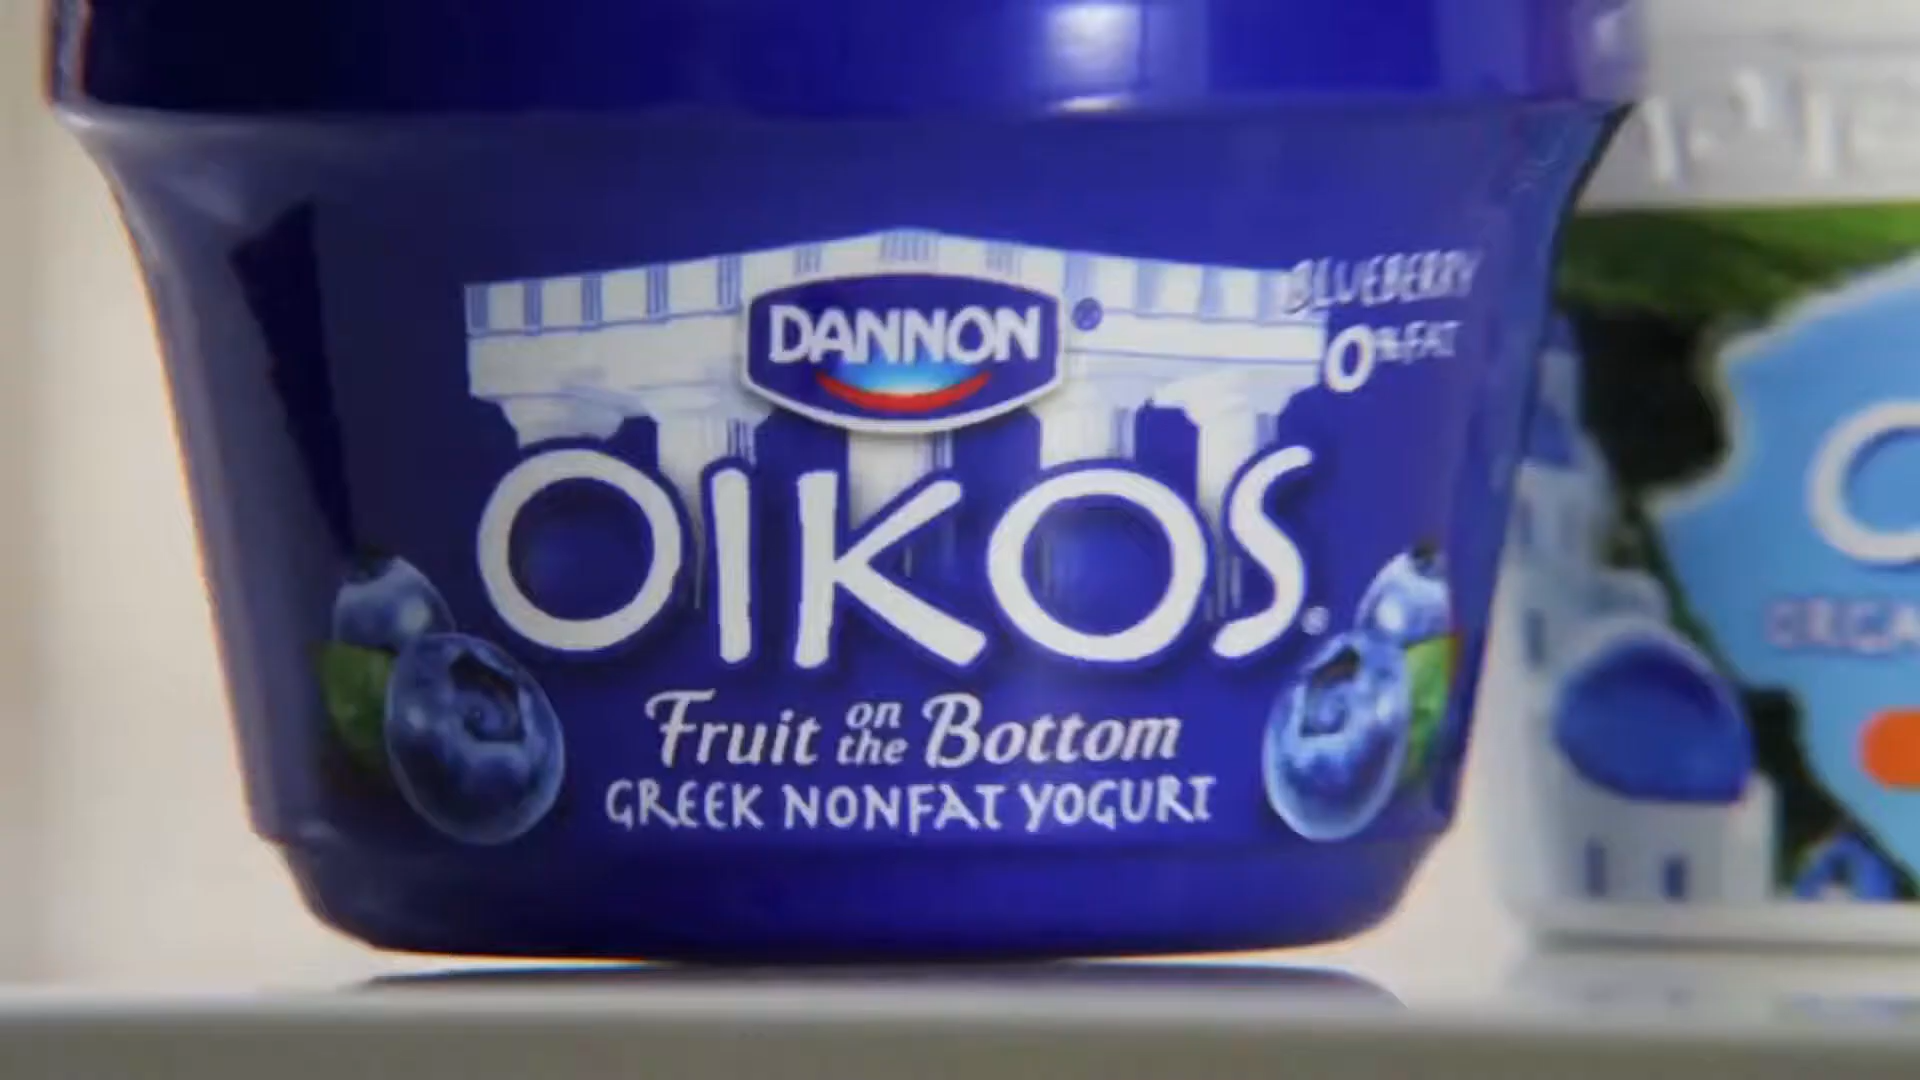 DANNON
BLUEBERRY
0% FAT
OIKOS
Fruit on the Bottom
GREEK NONFAT YOGURT